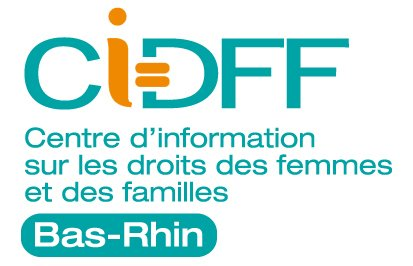 CiDFF
Centre d'information
sur les droits des femmes
et des familles
Bas-Rhin